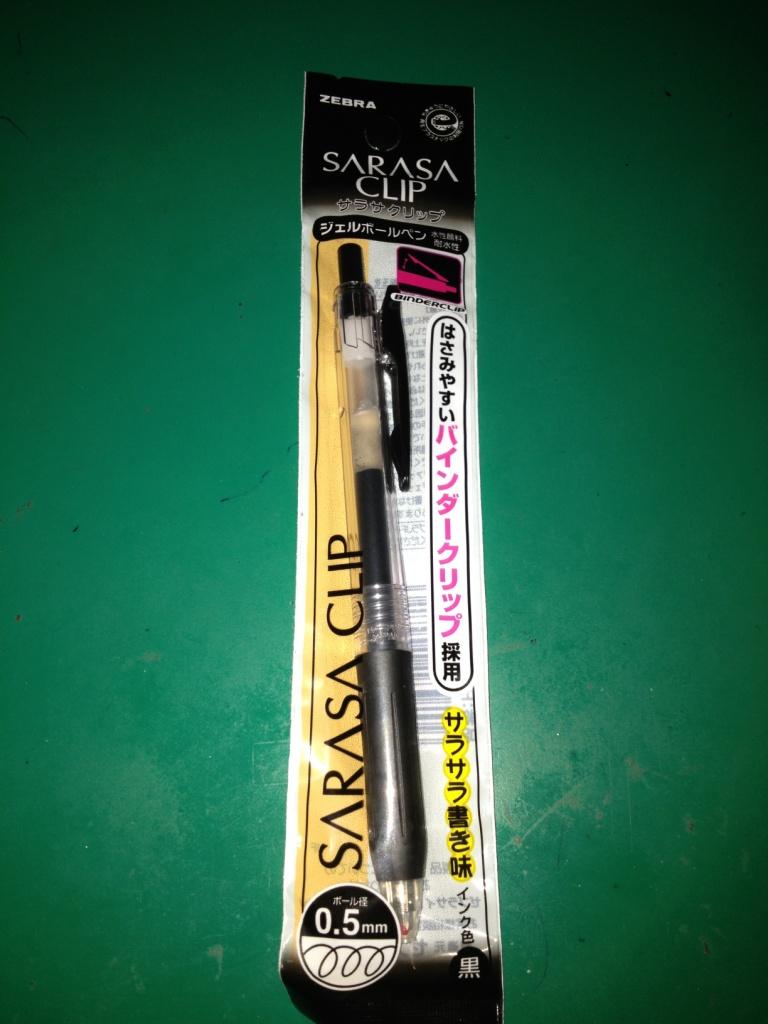 ZEBRA
SARASA
CLIP
サラサクリップ
ジェルボールペン 水性顔料
耐水性
BINDERCLIP
はさみやすいバインダークリップ採用
SARASA CLIP
サラサラ書き味
インク色
黒
ボール径
0.5mm